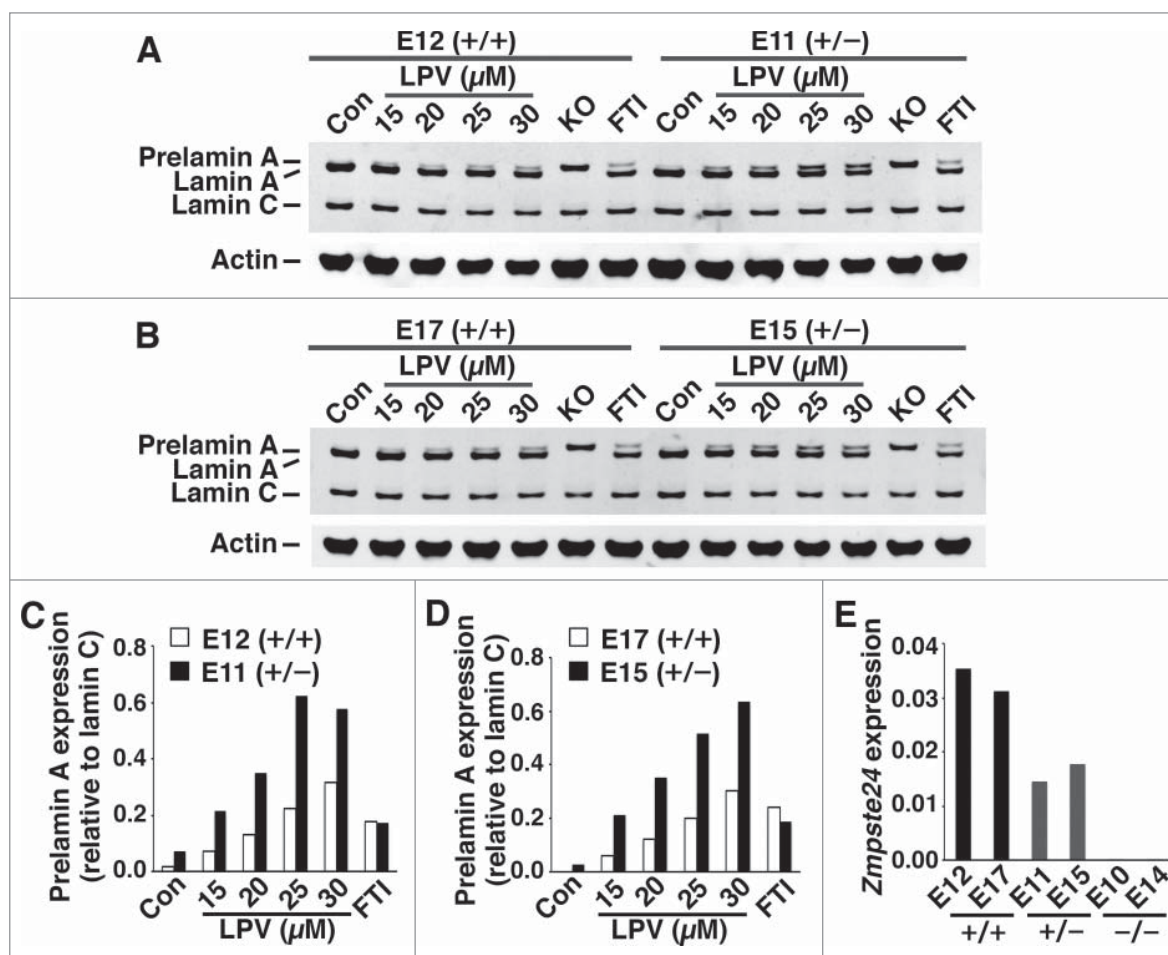 A
E12 (+/+) E11 (+/−)
LPV (µM) LPV (µM)
Con 15 20 25 30 KO FTI Con 15 20 25 30 KO FTI
Prelamin A
Lamin A
Lamin C
Actin
B
E17 (+/+) E15 (+/−)
LPV (µM) LPV (µM)
Con 15 20 25 30 KO FTI Con 15 20 25 30 KO FTI
Prelamin A
Lamin A
Lamin C
Actin
C
Prelamin A expression
(relative to lamin C)
E12 (+/+)
E11 (+/−)
0.8
0.6
0.4
0.2
0.0
Con 15 20 25 30 FTI
LPV (µM)
D
Prelamin A expression
(relative to lamin C)
E17 (+/+)
E15 (+/−)
0.8
0.6
0.4
0.2
0.0
Con 15 20 25 30 FTI
LPV (µM)
E
Zmpste24 expression
0.04
0.03
0.02
0.01
0.00
E12 E17 E11 E15 E10 E14
+/+ +/− −/−